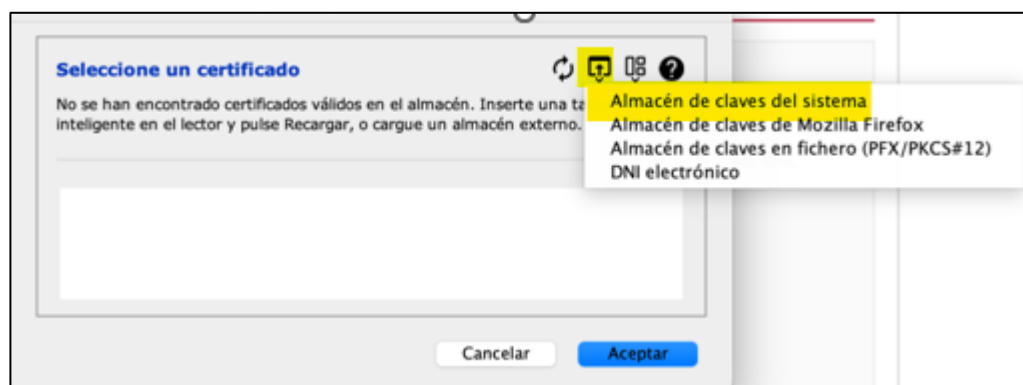 Seleccione un certificado
No se han encontrado certificados válidos en el almacén. Inserte una
inteligente en el lector y pulse Recargar, o cargue un almacén externo.
Almacén de claves del sistema
Almacén de claves de Mozilla Firefox
Almacén de claves en fichero (PFX/PKCS#12)
DNI electrónico
Cancelar
Aceptar